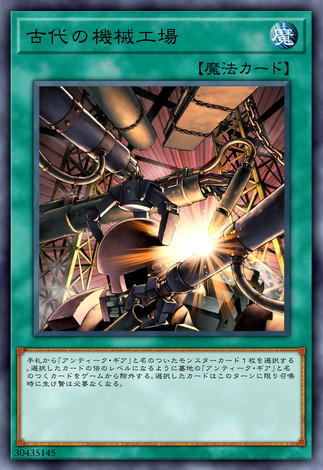 古代の機械工場
魔
【魔法カード】
手札から「アンティーク・ギア」と名のついたモンスターカード１枚を選択する
。選択したカードの倍のレベルになるように墓地の「アンティーク・ギア」と名
のつくカードをゲームから除外する。選択したカードはこのターンに限り召喚
時に生け贄は必要なくなる。
30435145